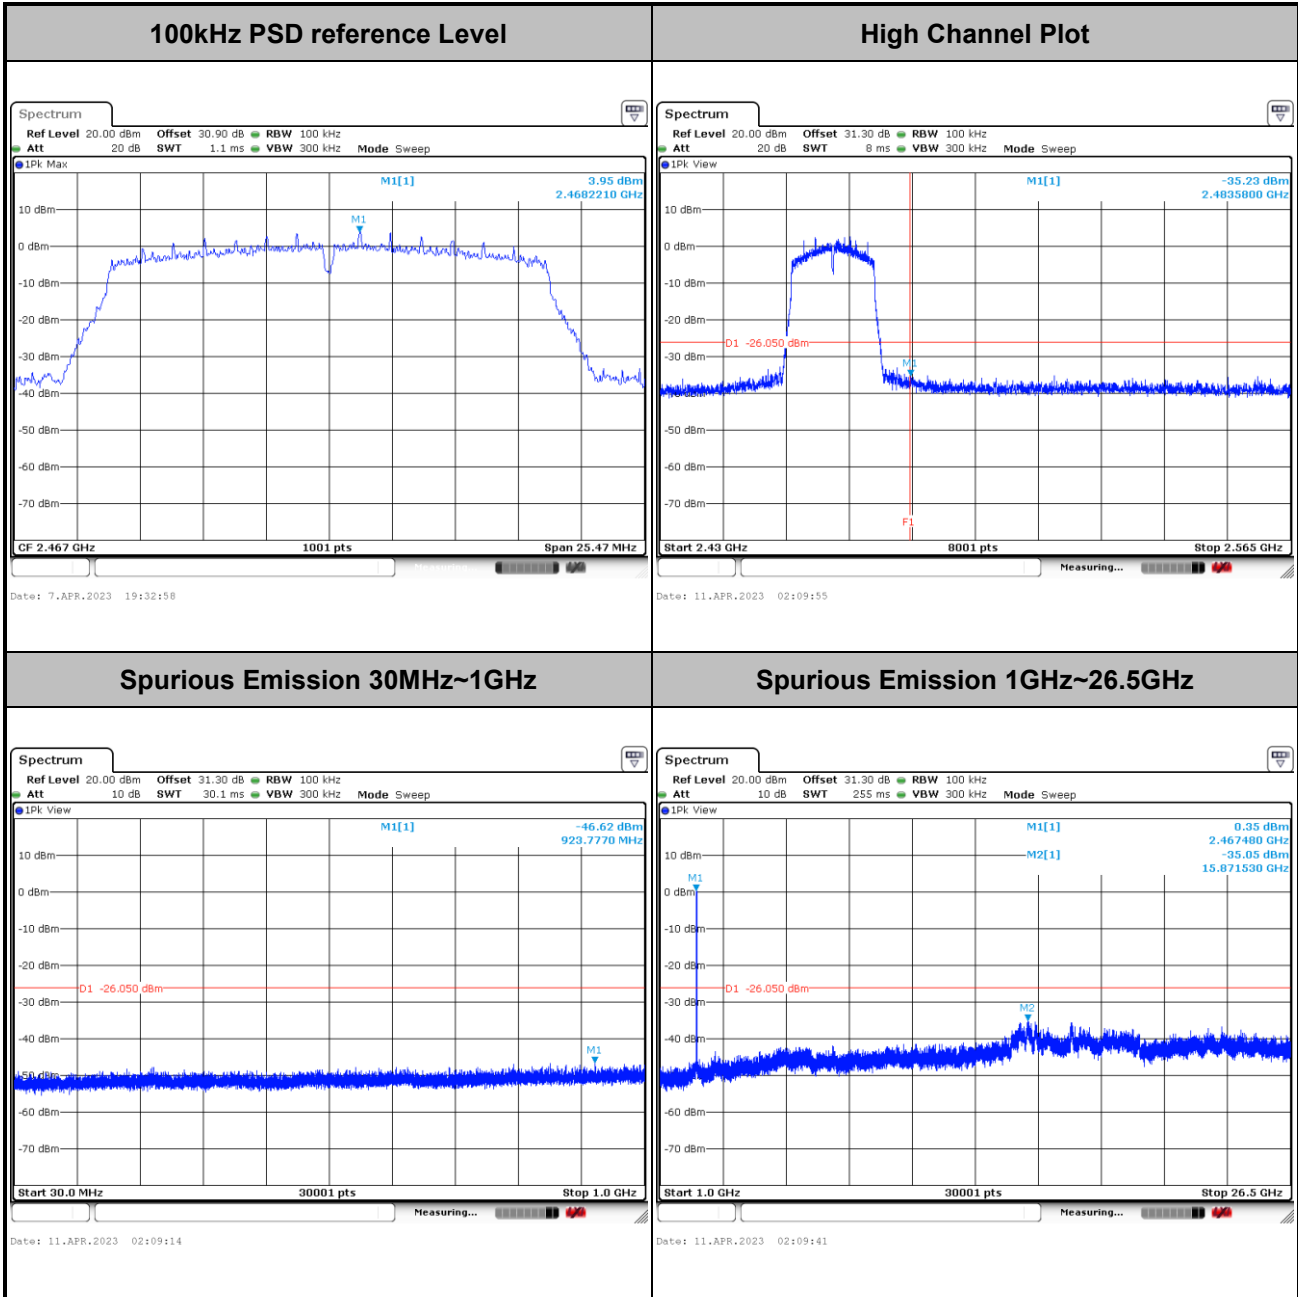 100kHz PSD reference Level
High Channel Plot
Spectrum
Ref Level 20.00 dBm Offset 30.90 dB RBW 100 kHz
Att 20 dB SWT 1.1 ms VBW 300 kHz Mode Sweep
1Pk Max
M1[1] 3.95 dBm
2.4682210 GHz
M1
10 dBm
0 dBm
-10 dBm
-20 dBm
-30 dBm
-40 dBm
-50 dBm
-60 dBm
-70 dBm
CF 2.467 GHz 1001 pts Span 25.47 MHz
Measuring...
Date: 7.APR.2023 19:32:58
Spectrum
Ref Level 20.00 dBm Offset 31.30 dB RBW 100 kHz
Att 20 dB SWT 8 ms VBW 300 kHz Mode Sweep
1Pk View
M1[1] -35.23 dBm
2.4835800 GHz
10 dBm
0 dBm
-10 dBm
-20 dBm
D1 -26.050 dBm
-30 dBm
M1
-40 dBm
-50 dBm
-60 dBm
-70 dBm
F1
Start 2.43 GHz 8001 pts Stop 2.565 GHz
Measuring...
Date: 11.APR.2023 02:09:55
Spurious Emission 30MHz~1GHz
Spurious Emission 1GHz~26.5GHz
Spectrum
Ref Level 20.00 dBm Offset 31.30 dB RBW 100 kHz
Att 10 dB SWT 30.1 ms VBW 300 kHz Mode Sweep
1Pk View
M1[1] -46.62 dBm
923.7770 MHz
10 dBm
0 dBm
-10 dBm
-20 dBm
D1 -26.050 dBm
-30 dBm
-40 dBm
M1
-50 dBm
-60 dBm
-70 dBm
Start 30.0 MHz 30001 pts Stop 1.0 GHz
Measuring...
Date: 11.APR.2023 02:09:14
Spectrum
Ref Level 20.00 dBm Offset 31.30 dB RBW 100 kHz
Att 10 dB SWT 255 ms VBW 300 kHz Mode Sweep
1Pk View
M1[1] 0.35 dBm
2.467480 GHz
M2[1] -35.05 dBm
15.871530 GHz
10 dBm
M1
0 dBm
-10 dBm
-20 dBm
D1 -26.050 dBm
-30 dBm
M2
-40 dBm
-50 dBm
-60 dBm
-70 dBm
Start 1.0 GHz 30001 pts Stop 26.5 GHz
Measuring...
Date: 11.APR.2023 02:09:41